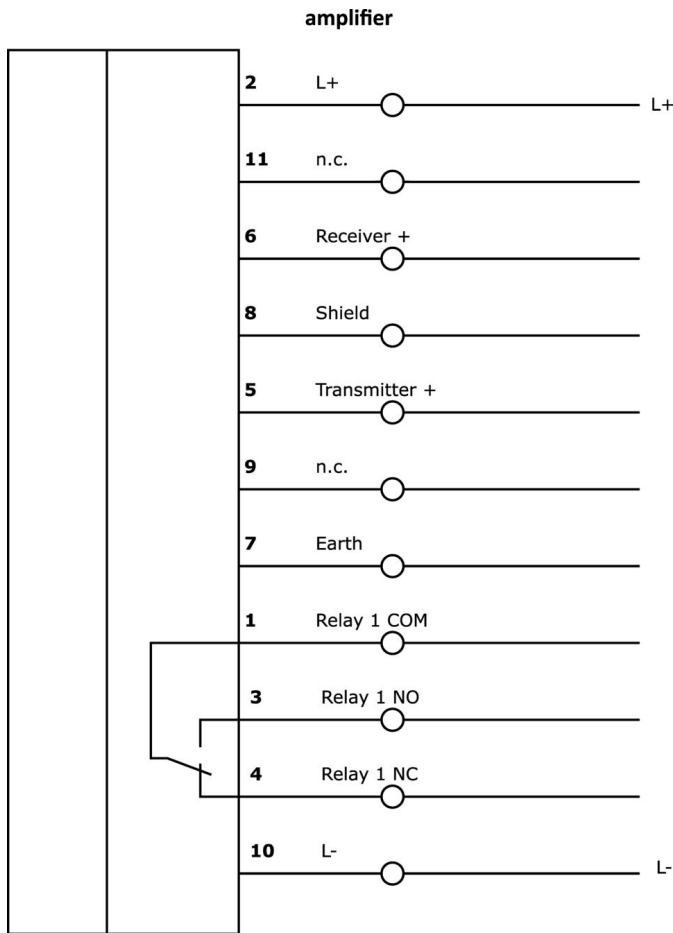 amplifier
2 L+
L+
11 n.c.
6 Receiver +
8 Shield
5 Transmitter +
9 n.c.
7 Earth
1 Relay 1 COM
3 Relay 1 NO
4 Relay 1 NC
10 L-
L-